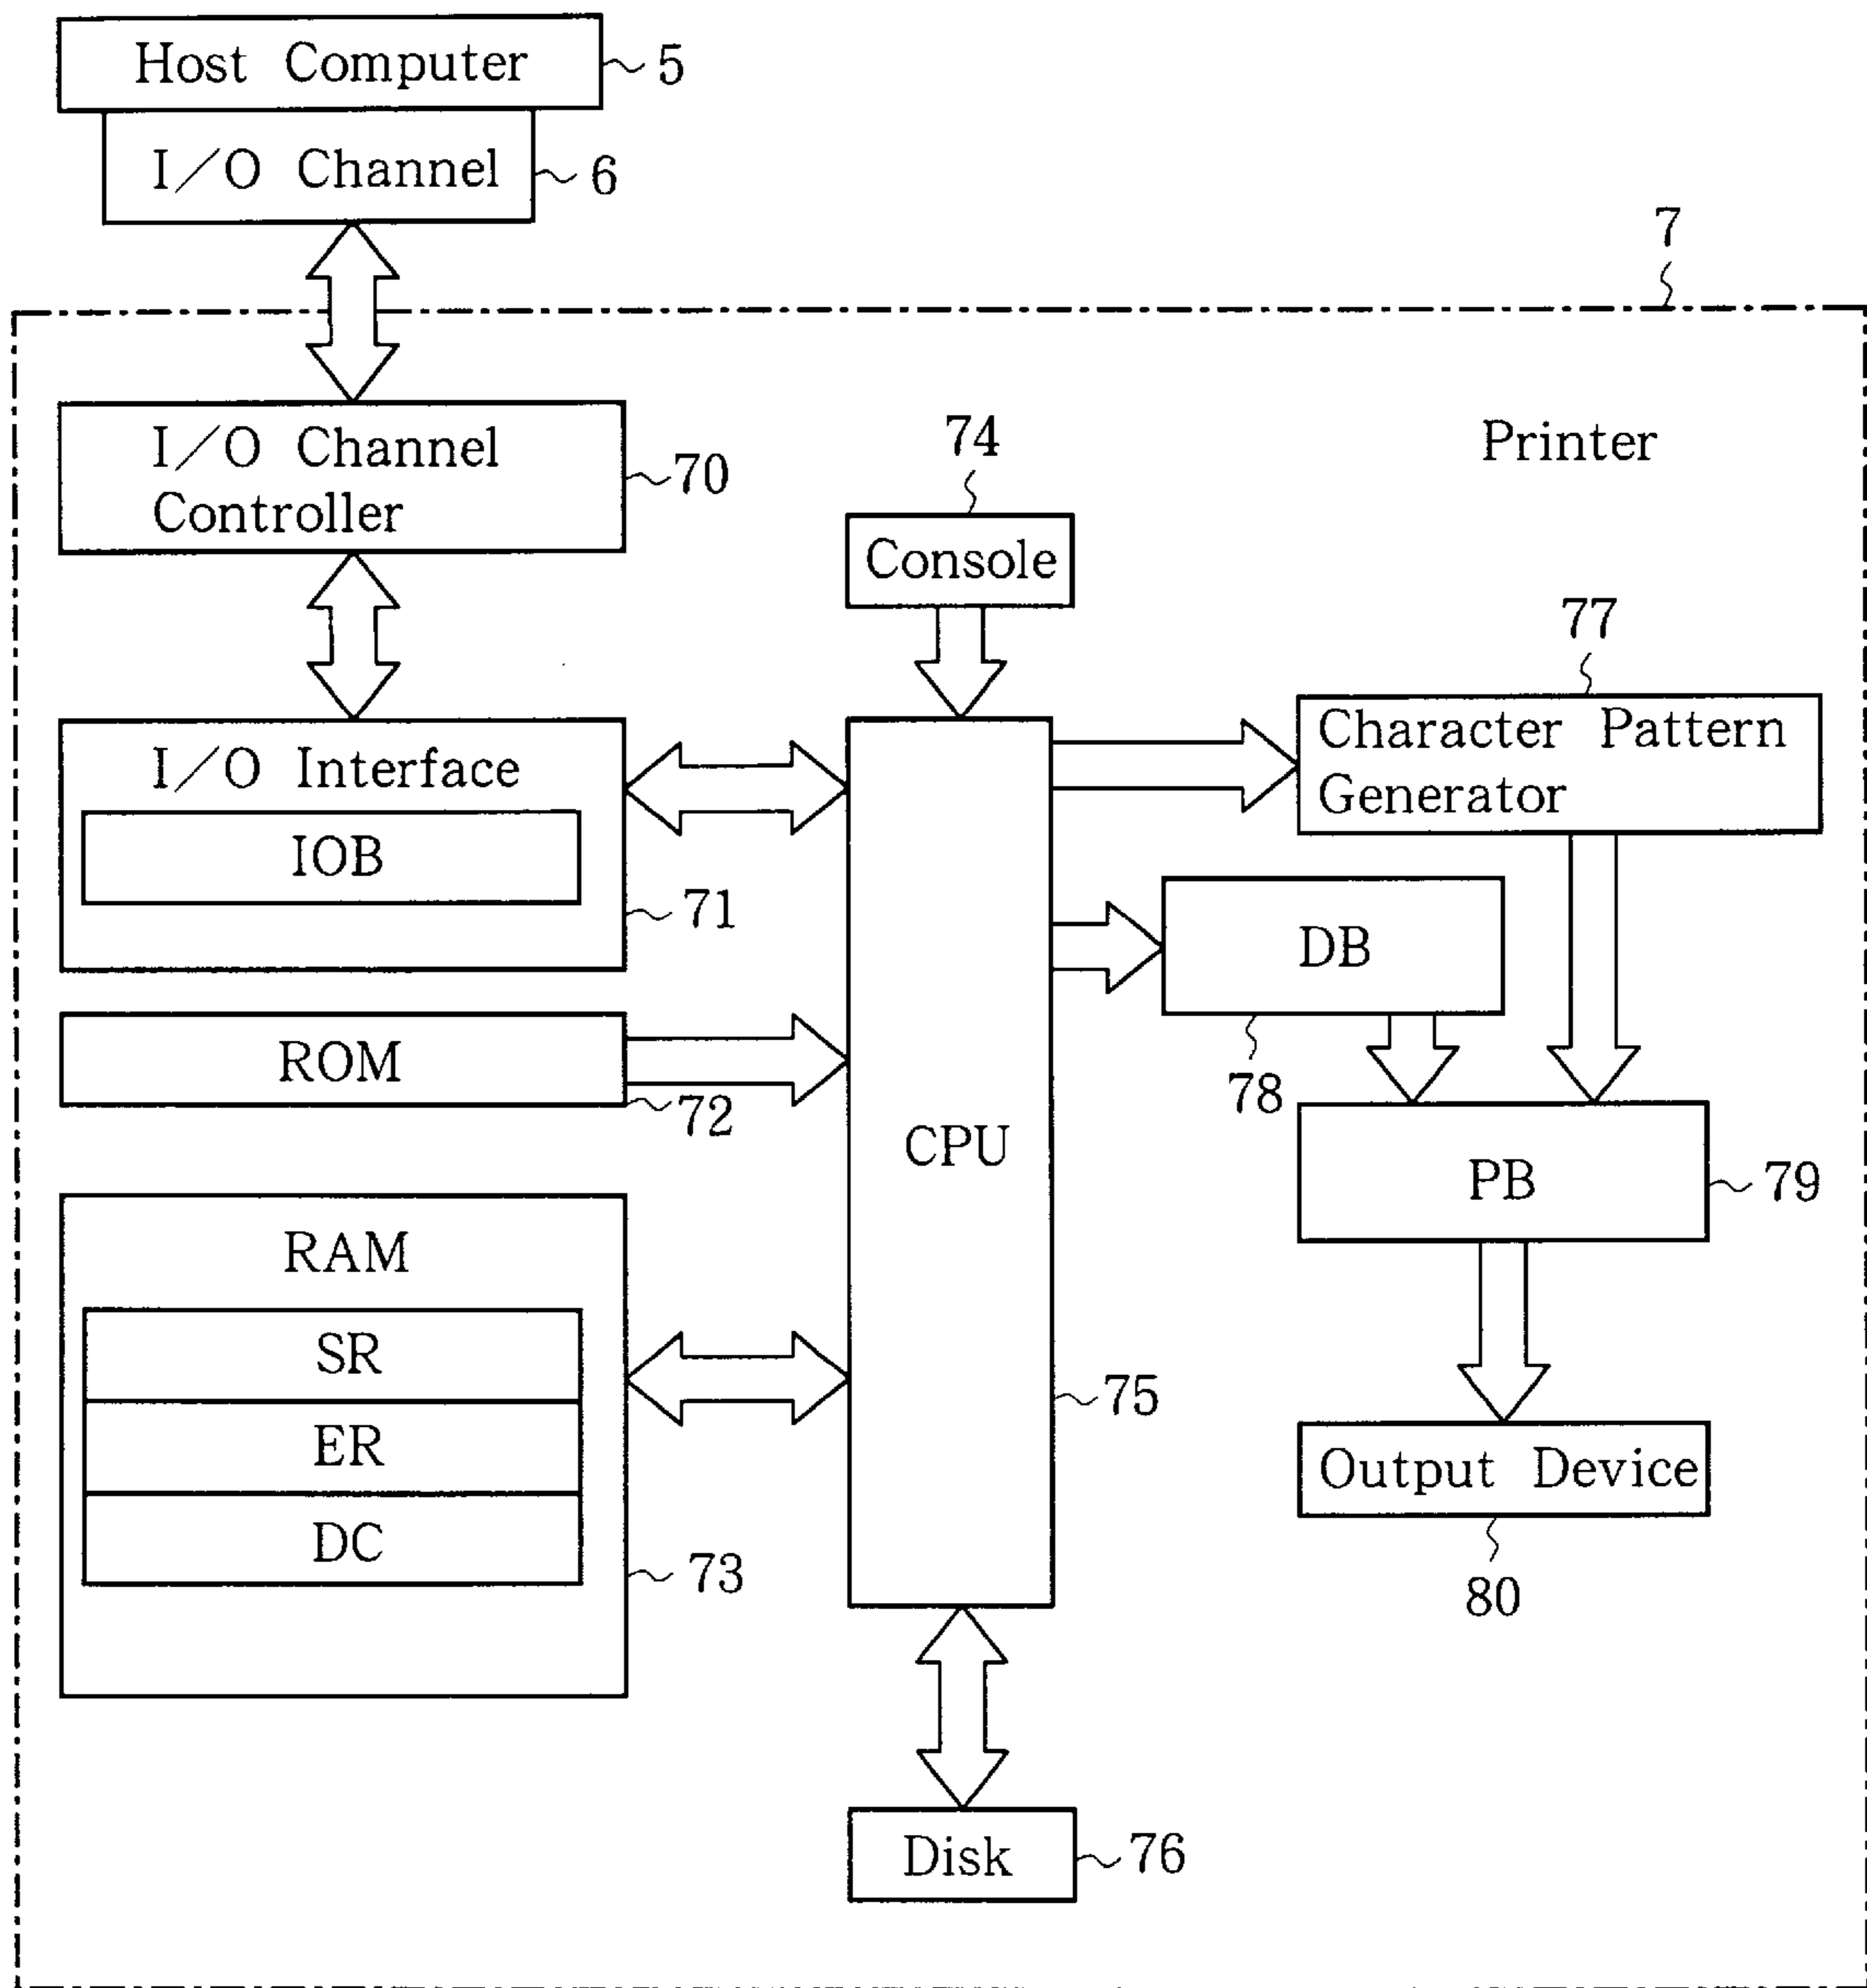 Host Computer
5
I/O Channel
6
7
I/O Channel
Controller
70
74
Printer
Console
77
Character Pattern
Generator
I/O Interface
IOB
71
DB
78
ROM
72
CPU
PB
79
RAM
SR
ER
DC
73
75
Output Device
80
Disk
76